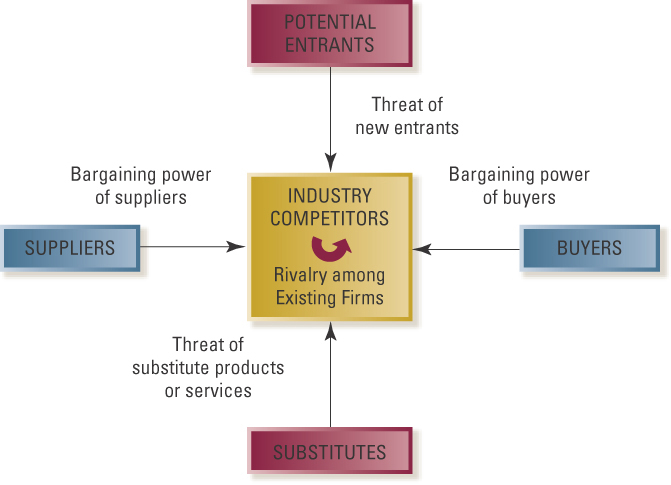 POTENTIAL
ENTRANTS
Threat of
new entrants
Bargaining power
of suppliers
Bargaining power
of buyers
INDUSTRY
COMPETITORS
SUPPLIERS
BUYERS
Rivalry among
Existing Firms
Threat of
substitute products
or services
SUBSTITUTES